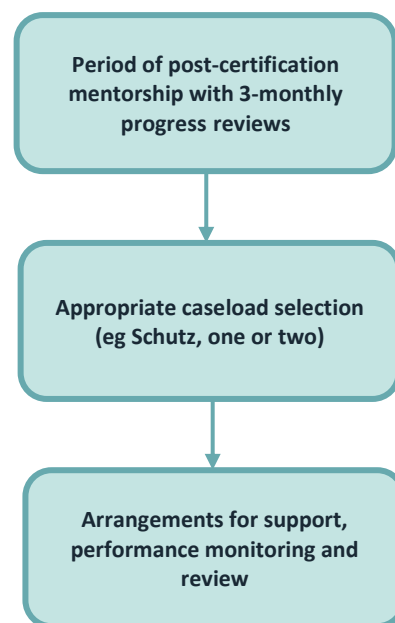 Period of post-certification
mentorship with 3-monthly
progress reviews
Appropriate caseload selection
(eg Schutz, one or two)
Arrangements for support,
performance monitoring and
review